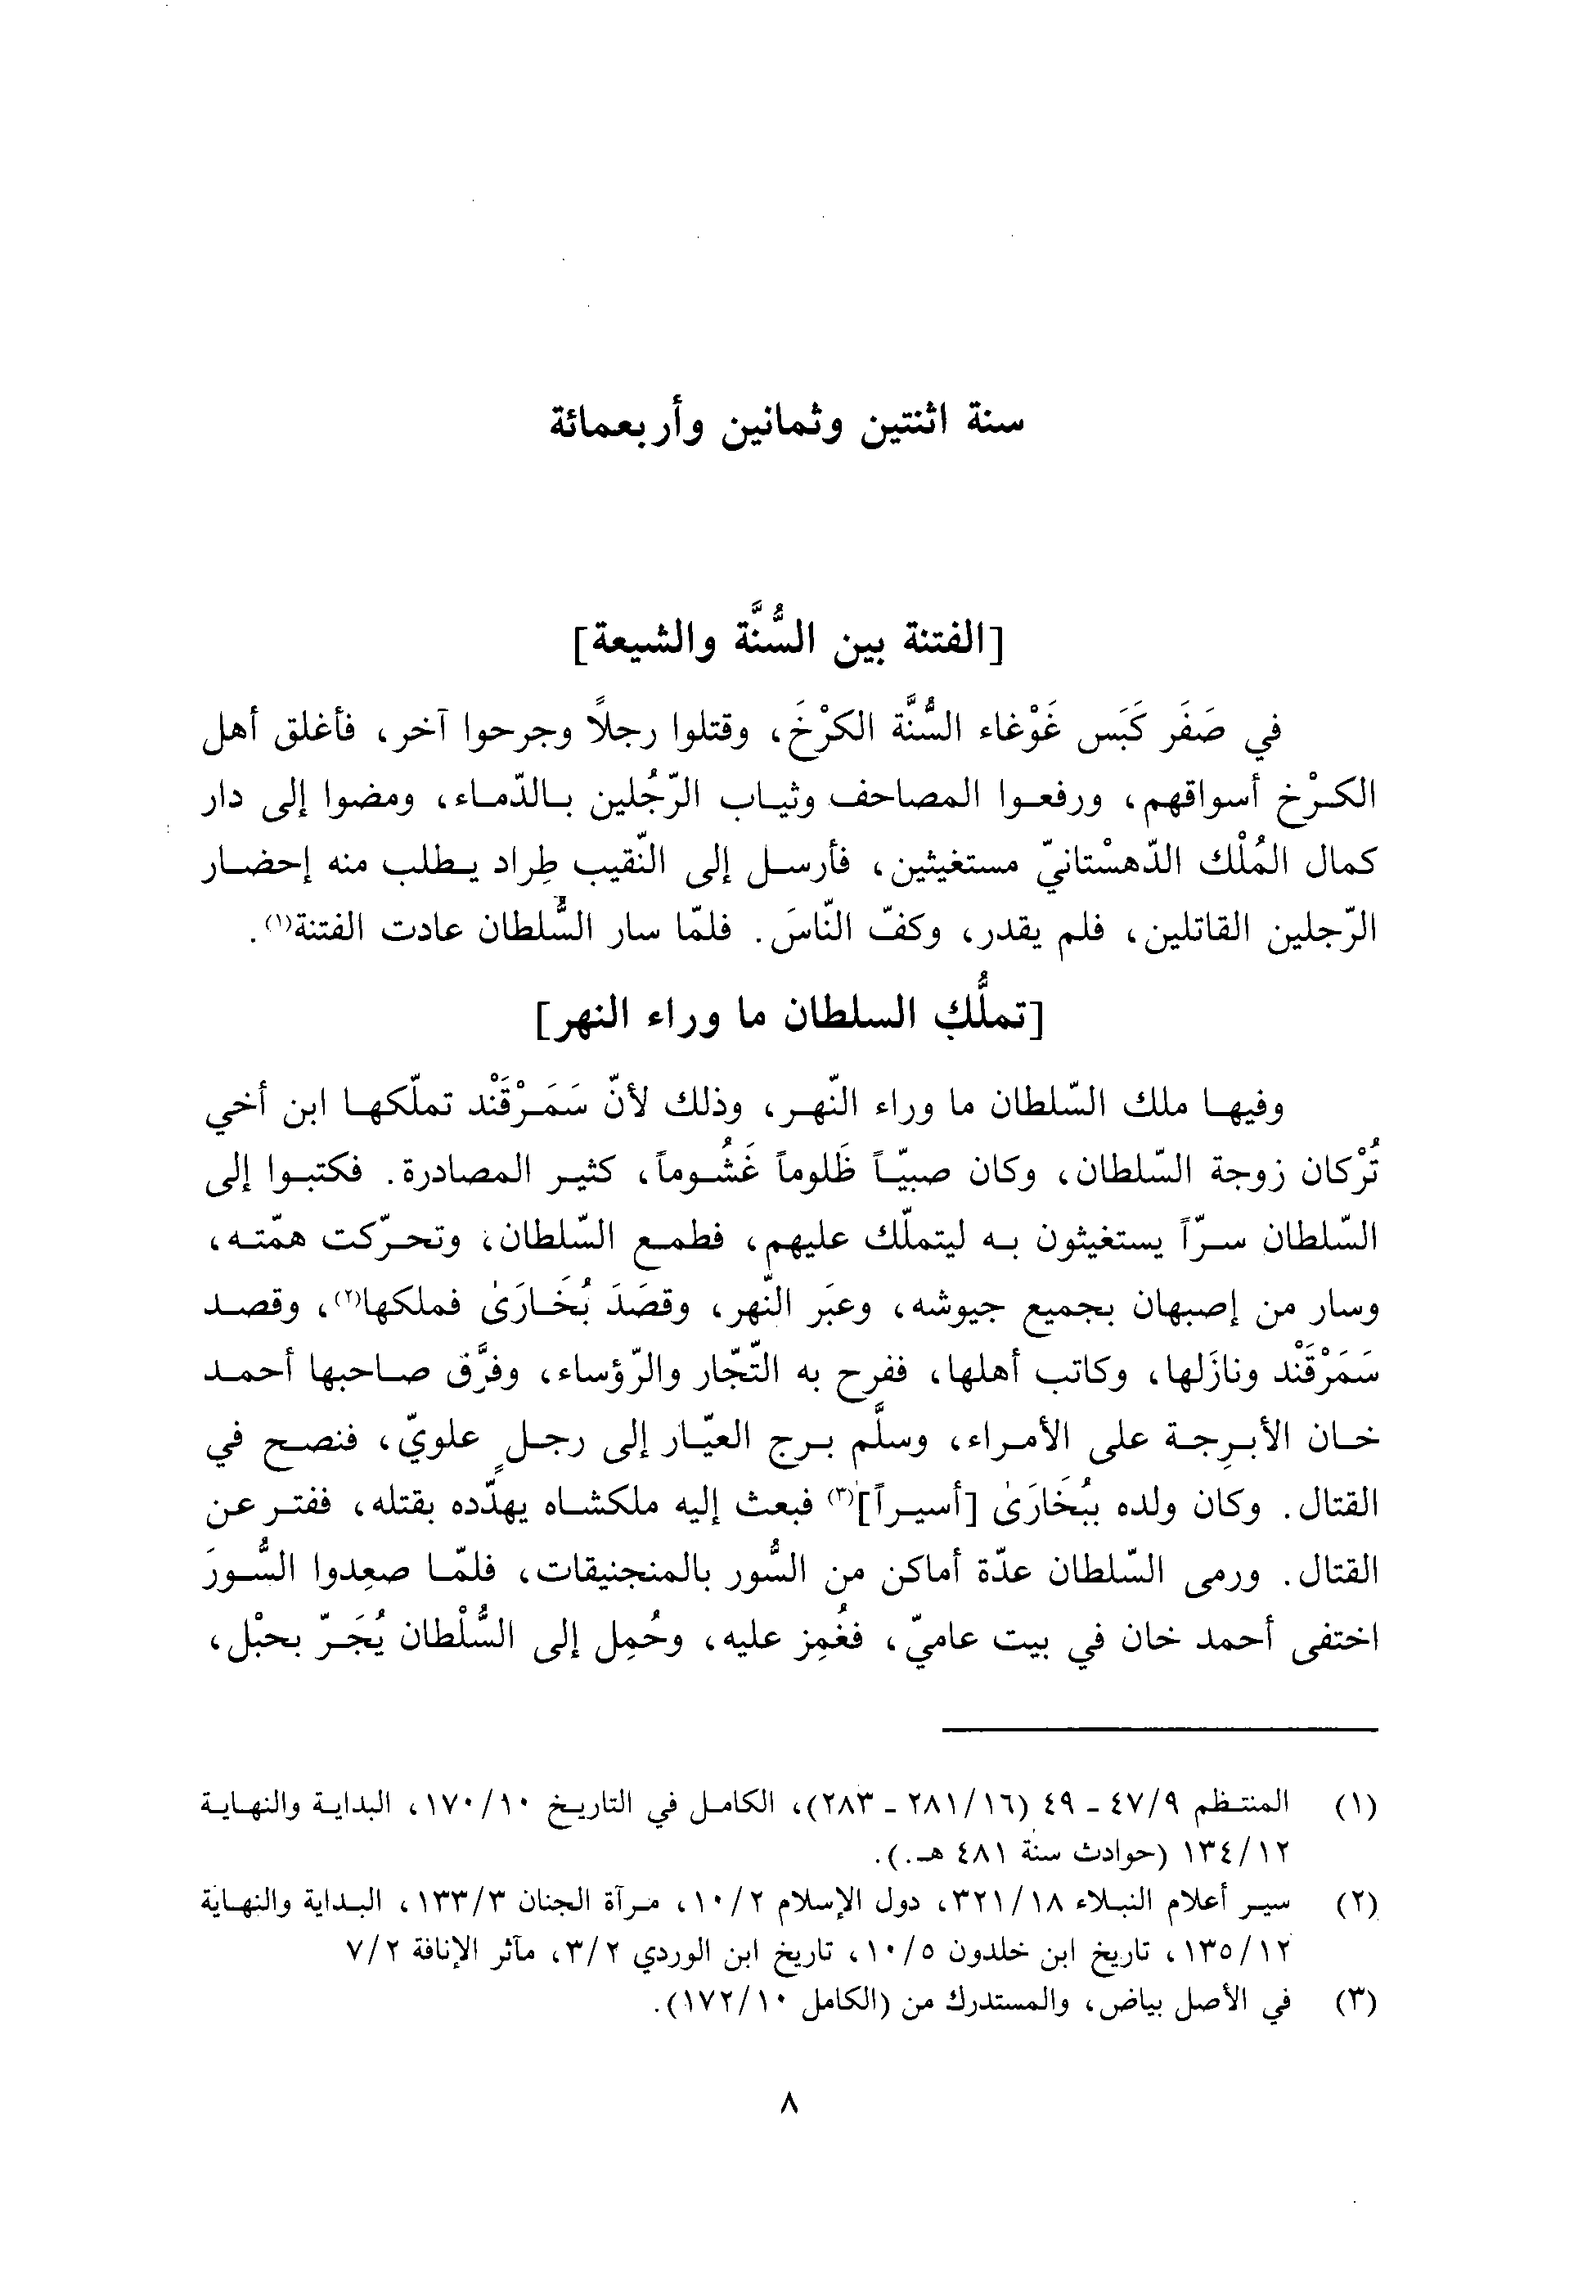 سنة اثنتين وثمانين وأربعمائة
[الفتنة بين السُّنَّة والشيعة]
في صَفَر كَبَس غَوْغاء السُّنَّة الكرْخَ، وقتلوا رجلاً وجرحوا آخر، فأغلق أهل
الكرْخ أسواقهم، ورفعوا المصاحف وثياب الرّجُلين بالدّماء، ومضوا إلى دار
كمال المُلْك الدّهسْتانيّ مستغيثين، فأرسل إلى النّقيب طِراد يطلب منه إحضار
الرّجلين القاتلين، فلم يقدر، وكفّ النّاسَ. فلمّا سار السُّلطان عادت الفتنة(١).
[تملُّك السلطان ما وراء النهر]
وفيها ملك السّلطان ما وراء النّهر، وذلك لأنّ سَمَرْقَنْد تملّكها ابن أخي
تُرْكان زوجة السّلطان، وكان صبيّاً ظَلوماً غَشُوماً، كثير المصادرة. فكتبوا إلى
السّلطان سرّاً يستغيثون به ليتملّك عليهم، فطمع السّلطان، وتحرّكت همّته،
وسار من إصبهان بجميع جيوشه، وعبَر النّهر، وقصَدَ بُخَارَىٰ فملكها(٢)، وقصد
سَمَرْقَنْد ونازَلها، وكاتب أهلها، ففرح به التّجّار والرّؤساء، وفرَّق صاحبها أحمد
خان الأبرِجة على الأمراء، وسلَّم برج العيّار إلى رجلٍ علويّ، فنصح في
القتال. وكان ولده ببُخَارَىٰ [أسيراً](٣) فبعث إليه ملكشاه يهدّده بقتله، ففتر عن
القتال. ورمى السّلطان عدّة أماكن من السُّور بالمنجنيقات، فلمّا صعِدوا السُّورَ
اختفى أحمد خان في بيت عاميّ، فغُمِز عليه، وحُمِل إلى السُّلْطان يُجَرّ بحبْل،
(١) المنتظم ٤٧/٩ - ٤٩ (٢٨١/١٦ - ٢٨٣)، الكامل في التاريخ ١٧٠/١٠، البداية والنهاية
١٣٤/١٢ (حوادث سنة ٤٨١ هـ.).
(٢) سير أعلام النبلاء ٣٢١/١٨، دول الإسلام ١٠/٢، مرآة الجنان ١٣٣/٣، البداية والنهاية
١٣٥/١٢، تاريخ ابن خلدون ١٠/٥، تاريخ ابن الوردي ٣/٢، مآثر الإنافة ٧/٢
(٣) في الأصل بياض، والمستدرك من (الكامل ١٧٢/١٠).
٨